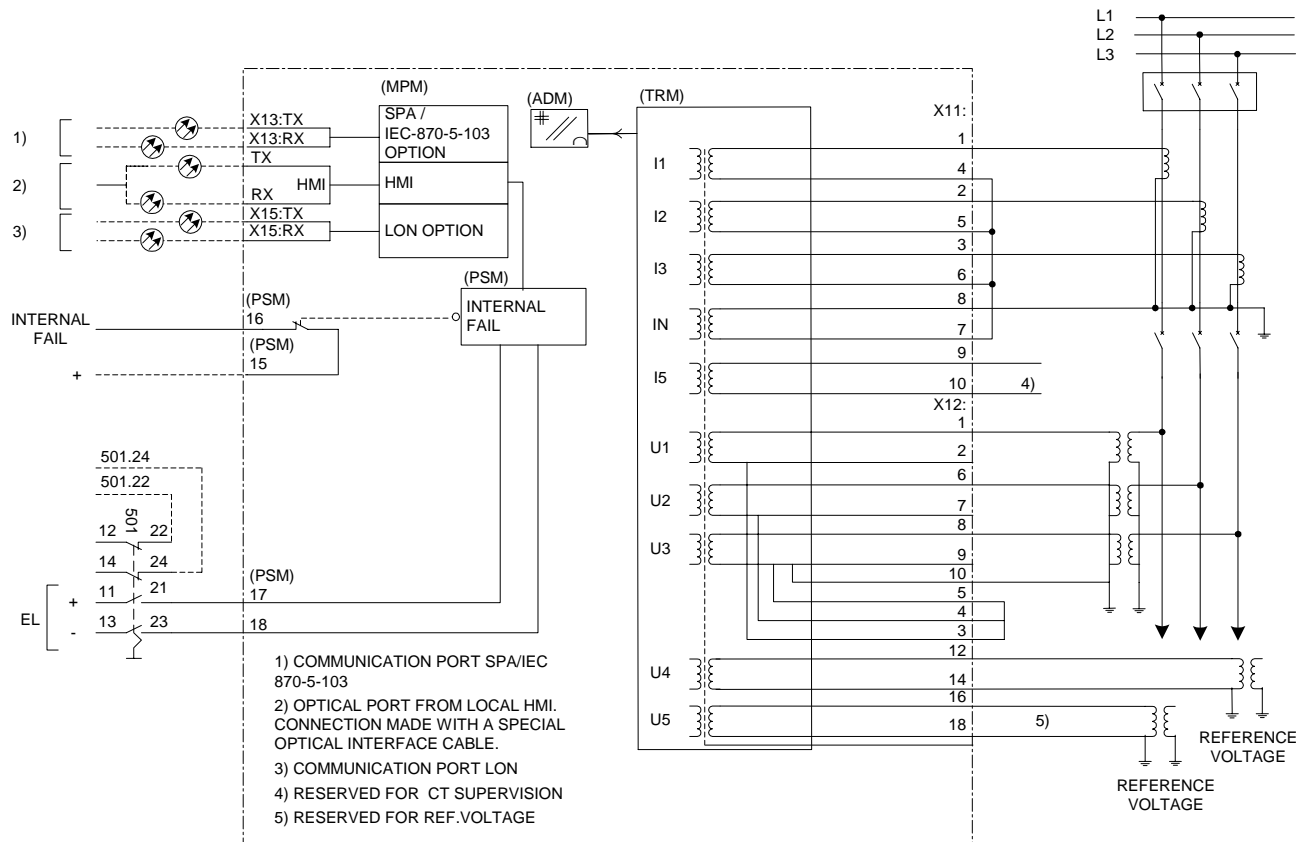 L1
L2
L3
(MPM)
(ADM)
(TRM)
X11:
SPA /
IEC-870-5-103
OPTION
1)
X13:TX
X13:RX
2)
TX
RX
HMI
HMI
3)
X15:TX
X15:RX
LON OPTION
#
I1
1
4
I2
2
5
I3
3
6
IN
8
7
I5
9
10
4)
X12:
(PSM)
INTERNAL
FAIL
INTERNAL
FAIL
(PSM)
16
(PSM)
15
+
U1
1
2
U2
6
7
U3
8
9
10
5
4
3
501.24
501.22
501
12
22
14
24
11
21
13
23
EL
+
-
(PSM)
17
18
U4
12
14
U5
16
18
5)
REFERENCE
VOLTAGE
REFERENCE
VOLTAGE
1) COMMUNICATION PORT SPA/IEC
870-5-103
2) OPTICAL PORT FROM LOCAL HMI.
CONNECTION MADE WITH A SPECIAL
OPTICAL INTERFACE CABLE.
3) COMMUNICATION PORT LON
4) RESERVED FOR CT SUPERVISION
5) RESERVED FOR REF.VOLTAGE